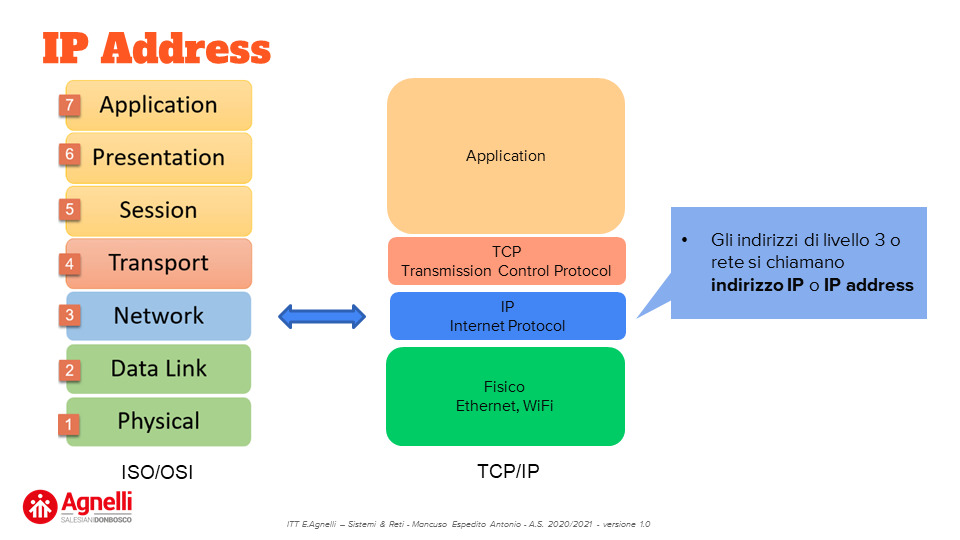 IP Address
7 Application
6 Presentation
5 Session
4 Transport
3 Network
2 Data Link
1 Physical
ISO/OSI
Application
TCP
Transmission Control Protocol
IP
Internet Protocol
Fisico
Ethernet, WiFi
TCP/IP
• Gli indirizzi di livello 3 o
rete si chiamano
indirizzo IP o IP address
Agnelli
SALESIANI DONBOSCO
ITT E.Agnelli – Sistemi & Reti - Mancuso Espedito Antonio - A.S. 2020/2021 - versione 1.0